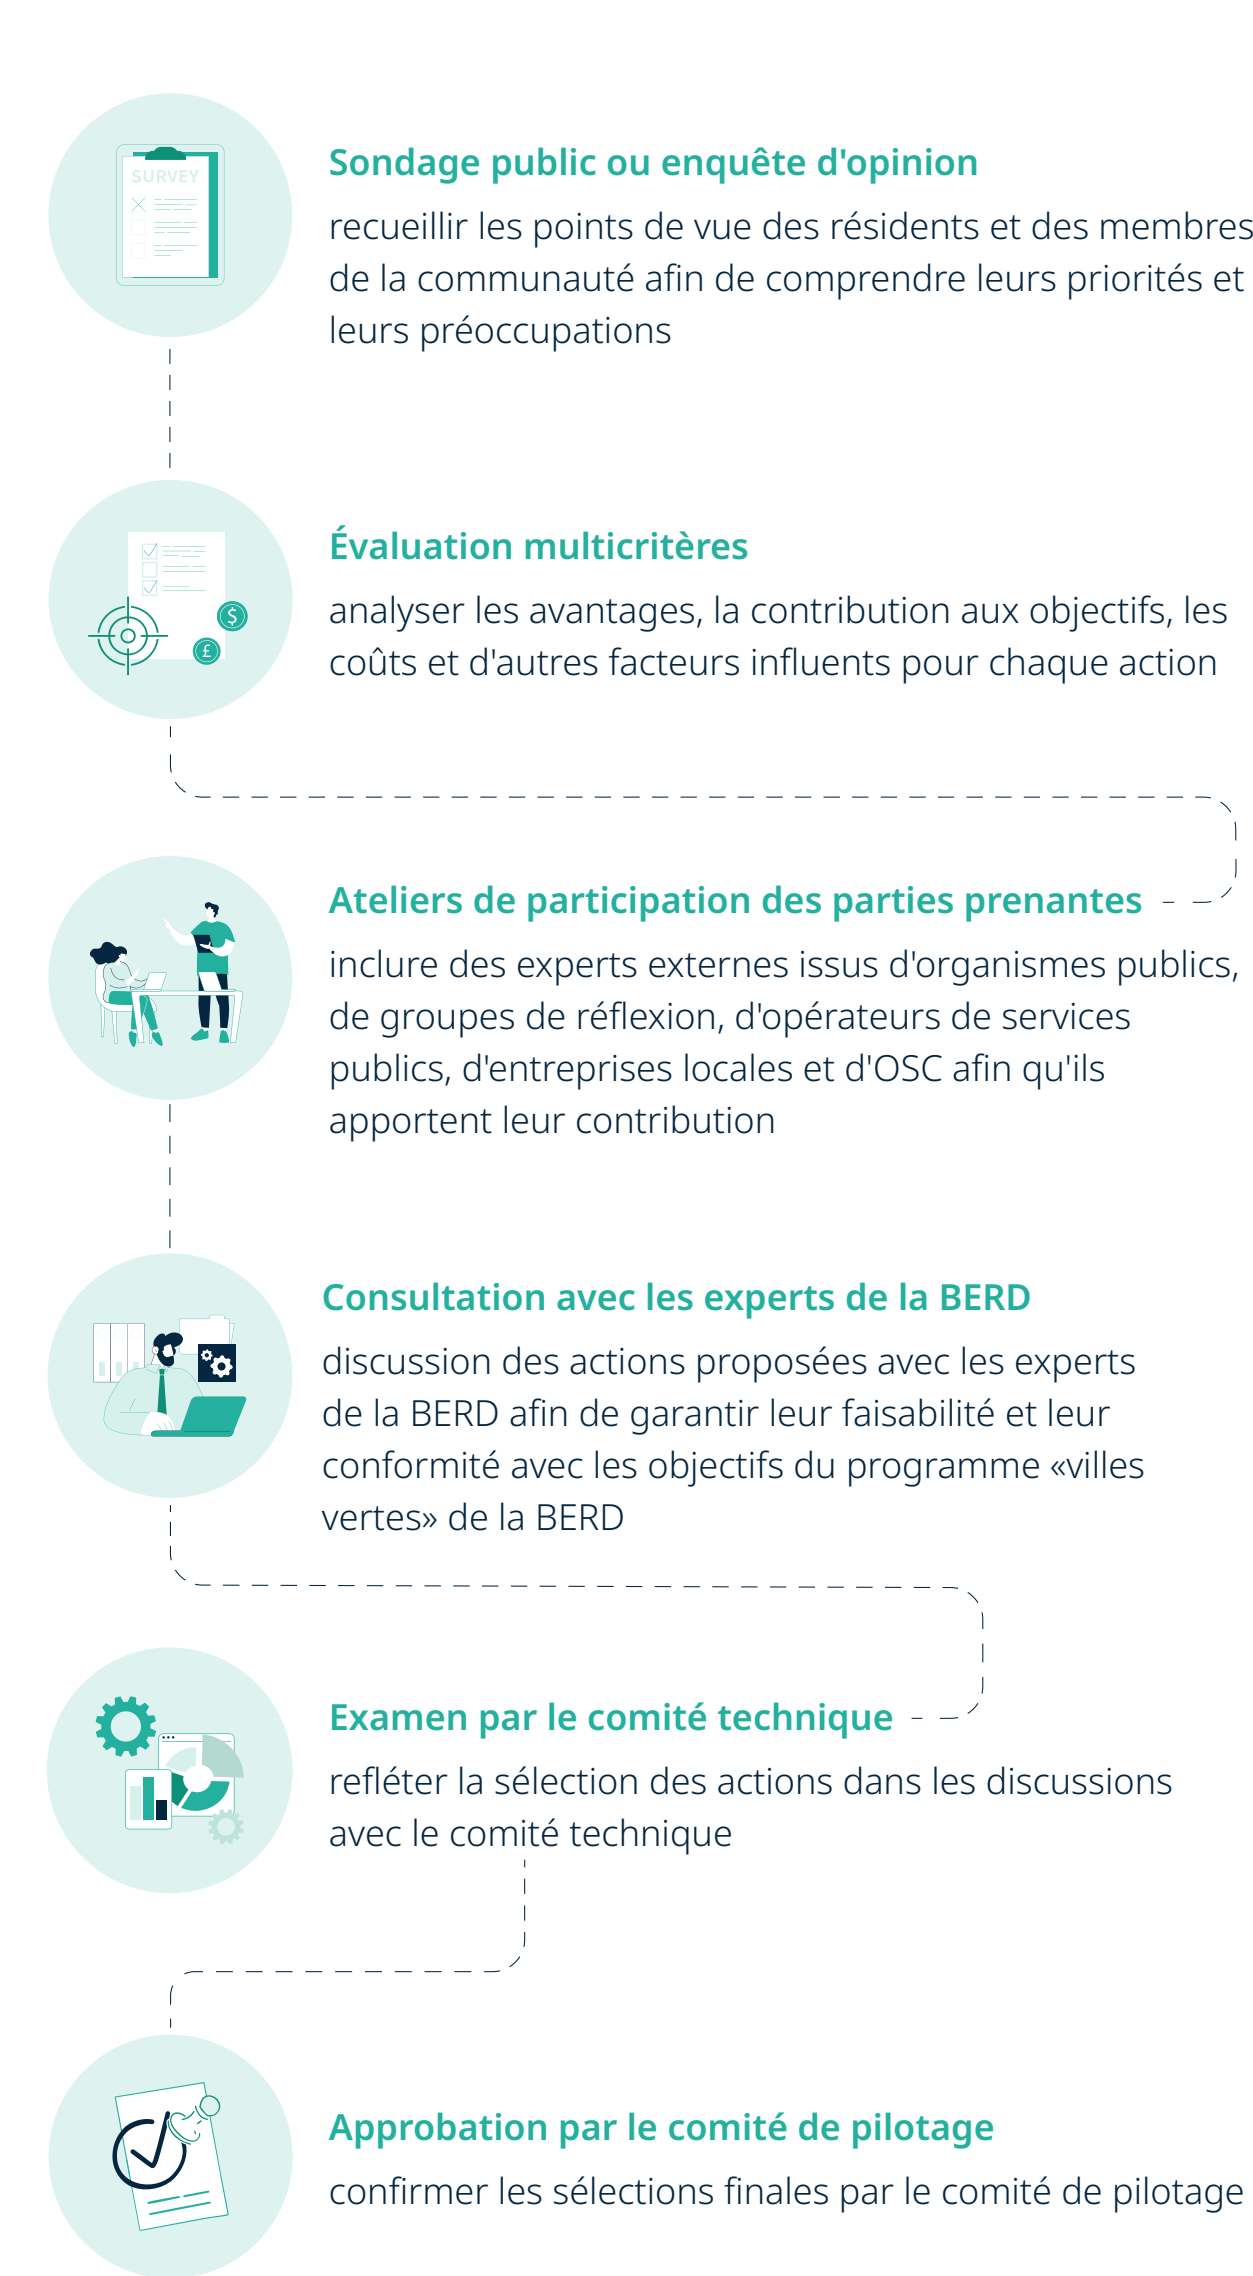 Sondage public ou enquête d'opinion
recueillir les points de vue des résidents et des membres
de la communauté afin de comprendre leurs priorités et
leurs préoccupations
SURVEY
Évaluation multicritères
analyser les avantages, la contribution aux objectifs, les
coûts et d'autres facteurs influents pour chaque action
$
£
Ateliers de participation des parties prenantes
inclure des experts externes issus d'organismes publics,
de groupes de réflexion, d'opérateurs de services
publics, d'entreprises locales et d'OSC afin qu'ils
apportent leur contribution
Consultation avec les experts de la BERD
discussion des actions proposées avec les experts
de la BERD afin de garantir leur faisabilité et leur
conformité avec les objectifs du programme «villes
vertes» de la BERD
Examen par le comité technique
refléter la sélection des actions dans les discussions
avec le comité technique
Approbation par le comité de pilotage
confirmer les sélections finales par le comité de pilotage